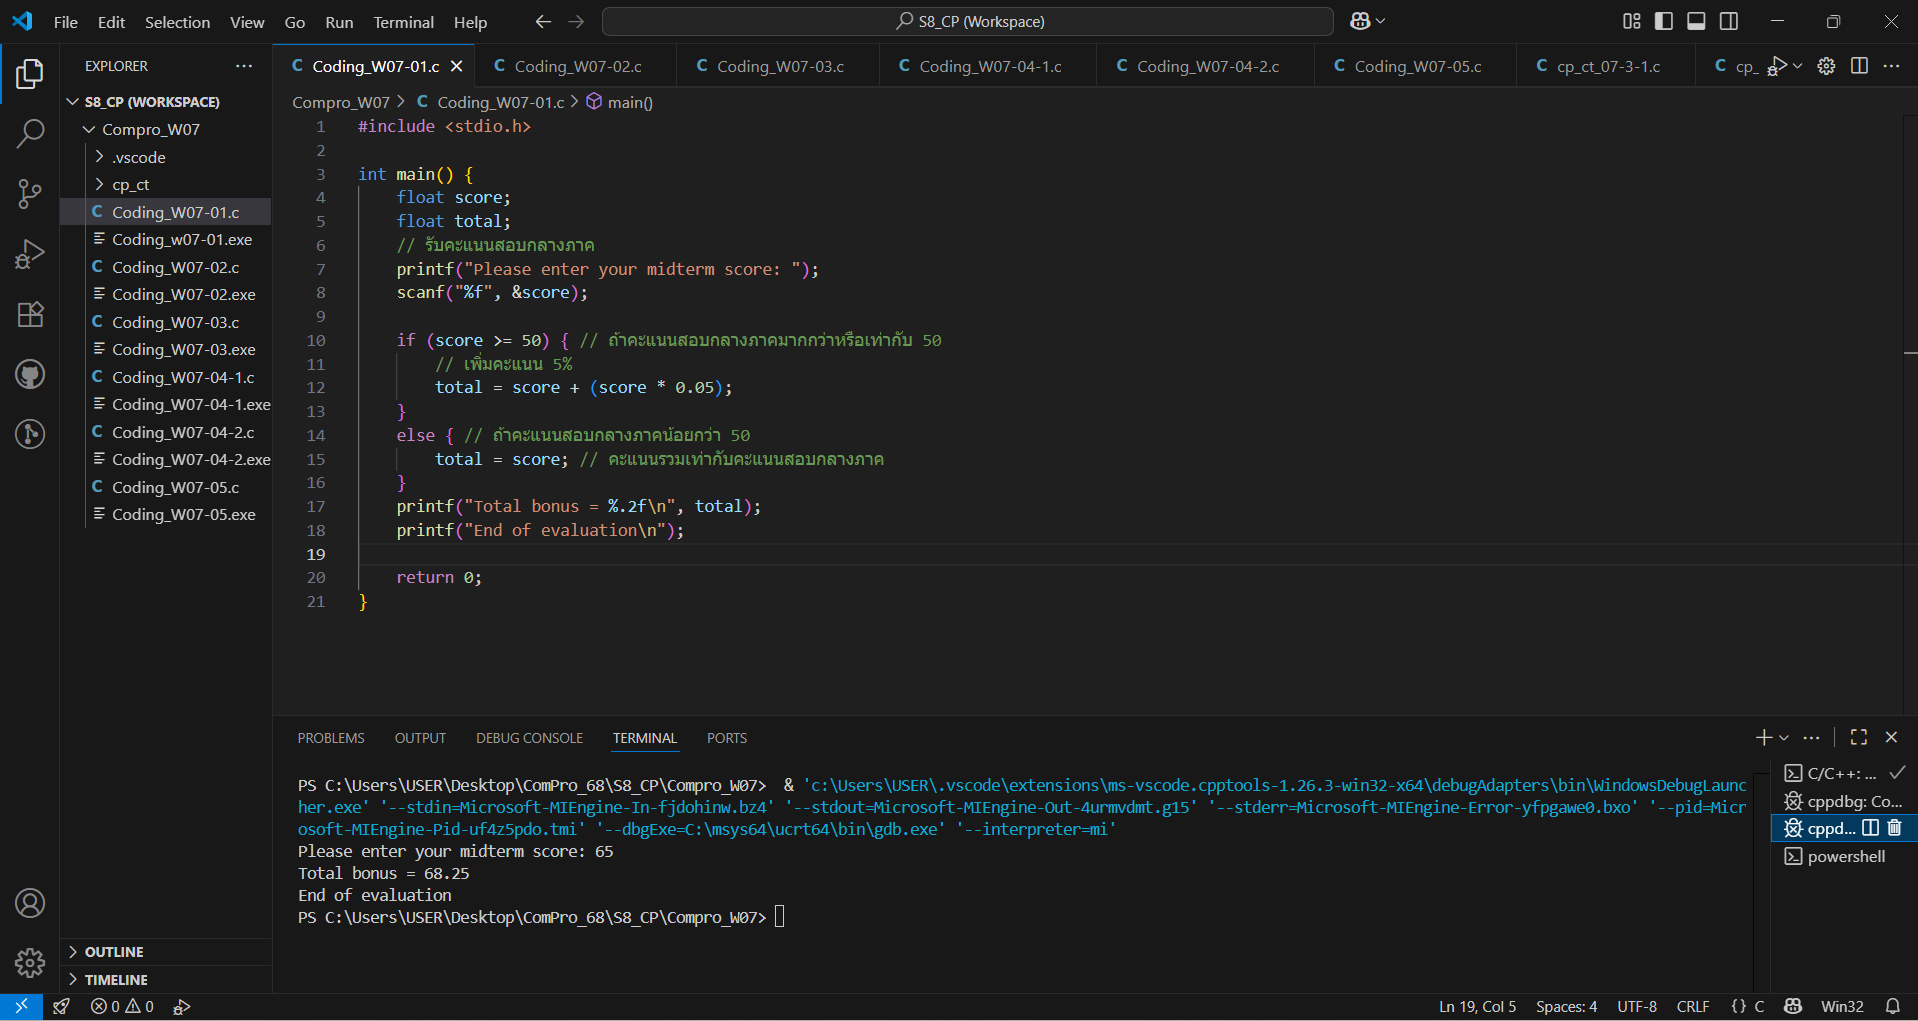 File Edit Selection View Go Run Terminal Help S8_CP (Workspace)
EXPLORER
S8_CP (WORKSPACE)
Compro_W07
.vscode
cp_ct
C Coding_W07-01.c
Coding_w07-01.exe
C Coding_W07-02.c
Coding_W07-02.exe
C Coding_W07-03.c
Coding_W07-03.exe
C Coding_W07-04-1.c
Coding_W07-04-1.exe
C Coding_W07-04-2.c
Coding_W07-04-2.exe
C Coding_W07-05.c
Coding_W07-05.exe
OUTLINE
TIMELINE
C Coding_W07-01.c C Coding_W07-02.c C Coding_W07-03.c C Coding_W07-04-1.c C Coding_W07-04-2.c C Coding_W07-05.c C cp_ct_07-3-1.c C cp_
Compro_W07 > C Coding_W07-01.c > main()
1 #include <stdio.h>
2
3 int main() {
4 float score;
5 float total;
6 // รับคะแนนสอบกลางภาค
7 printf("Please enter your midterm score: ");
8 scanf("%f", &score);
9
10 if (score >= 50) { // ถ้าคะแนนสอบกลางภาคมากกว่าหรือเท่ากับ 50
11 // เพิ่มคะแนน 5%
12 total = score + (score * 0.05);
13 }
14 else { // ถ้าคะแนนสอบกลางภาคน้อยกว่า 50
15 total = score; // คะแนนรวมเท่ากับคะแนนสอบกลางภาค
16 }
17 printf("Total bonus = %.2f\n", total);
18 printf("End of evaluation\n");
19
20 return 0;
21 }
PROBLEMS OUTPUT DEBUG CONSOLE TERMINAL PORTS
PS C:\Users\USER\Desktop\ComPro_68\S8_CP\Compro_W07> & 'c:\Users\USER\.vscode\extensions\ms-vscode.cpptools-1.26.3-win32-x64\debugAdapters\bin\WindowsDebugLaunc
her.exe' '--stdin=Microsoft-MIEngine-In-fjdohinw.bz4' '--stdout=Microsoft-MIEngine-Out-4urmvdmt.g15' '--stderr=Microsoft-MIEngine-Error-yfpgawe0.bxo' '--pid=Micr
osoft-MIEngine-Pid-uf4z5pdo.tmi' '--dbgExe=C:\msys64\ucrt64\bin\gdb.exe' '--interpreter=mi'
Please enter your midterm score: 65
Total bonus = 68.25
End of evaluation
PS C:\Users\USER\Desktop\ComPro_68\S8_CP\Compro_W07>
C/C++: ...
cppdbg: Co...
cppd...
powershell
0 0 Ln 19, Col 5 Spaces: 4 UTF-8 CRLF {} C Win32